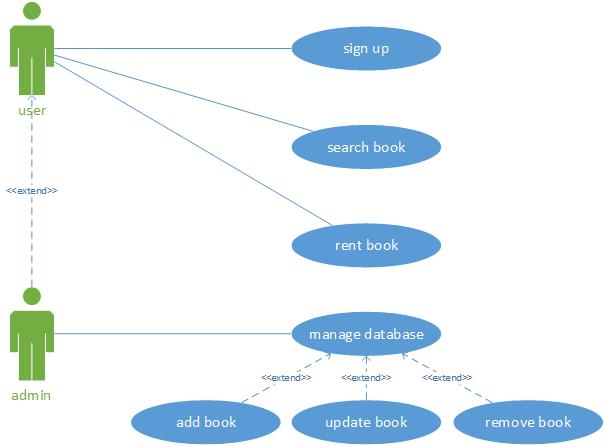 sign up
user
search book
<<extend>>
rent book
manage database
admin
<<extend>> <<extend>> <<extend>>
add book update book remove book